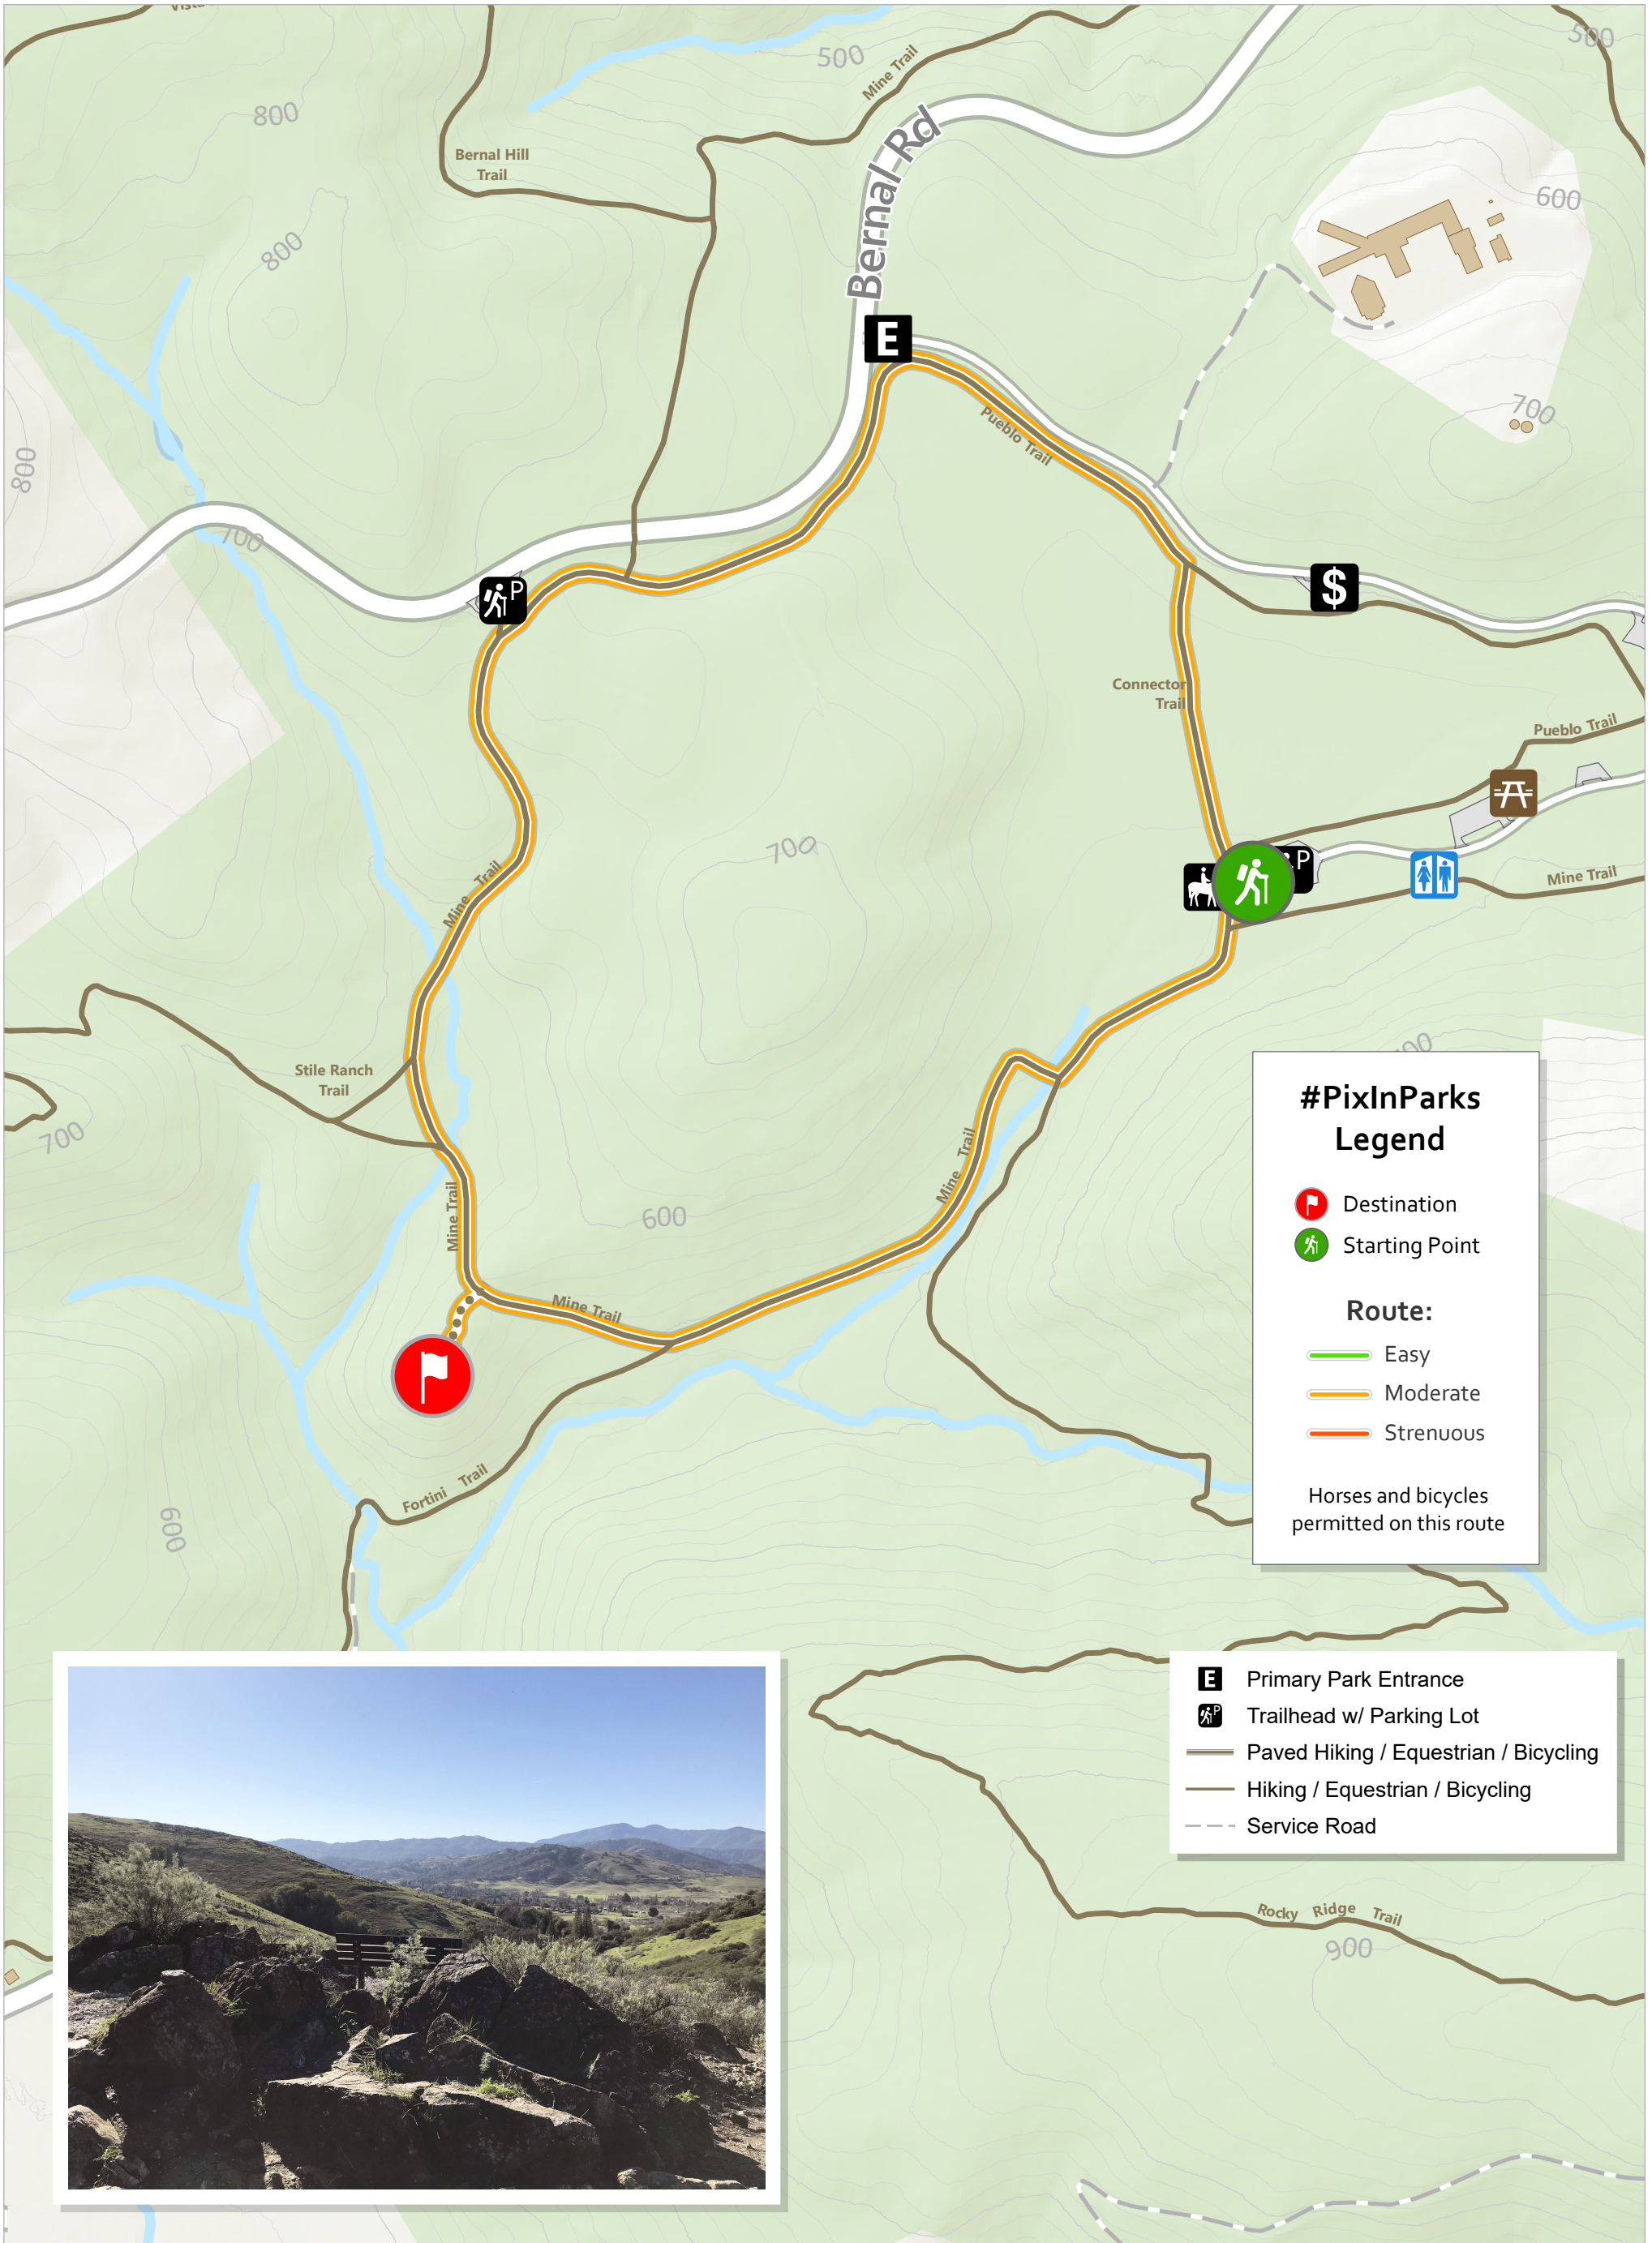 Vista
500
500
Mine Trail
800
Bernal Rd
Bernal Hill
Trail
600
800
E
Pueblo Trail
700
800
700
P
$
Connector
Trail
Pueblo Trail
700
Mine Trail
P
Mine Trail
Stile Ranch
Trail
700
Mine Trail
Mine Trail
600
Mine Trail
Fortini Trail
600
#PixInParks
Legend
Destination
Starting Point
Route:
Easy
Moderate
Strenuous
Horses and bicycles
permitted on this route
E Primary Park Entrance
P Trailhead w/ Parking Lot
Paved Hiking / Equestrian / Bicycling
Hiking / Equestrian / Bicycling
Service Road
Rocky Ridge Trail
900